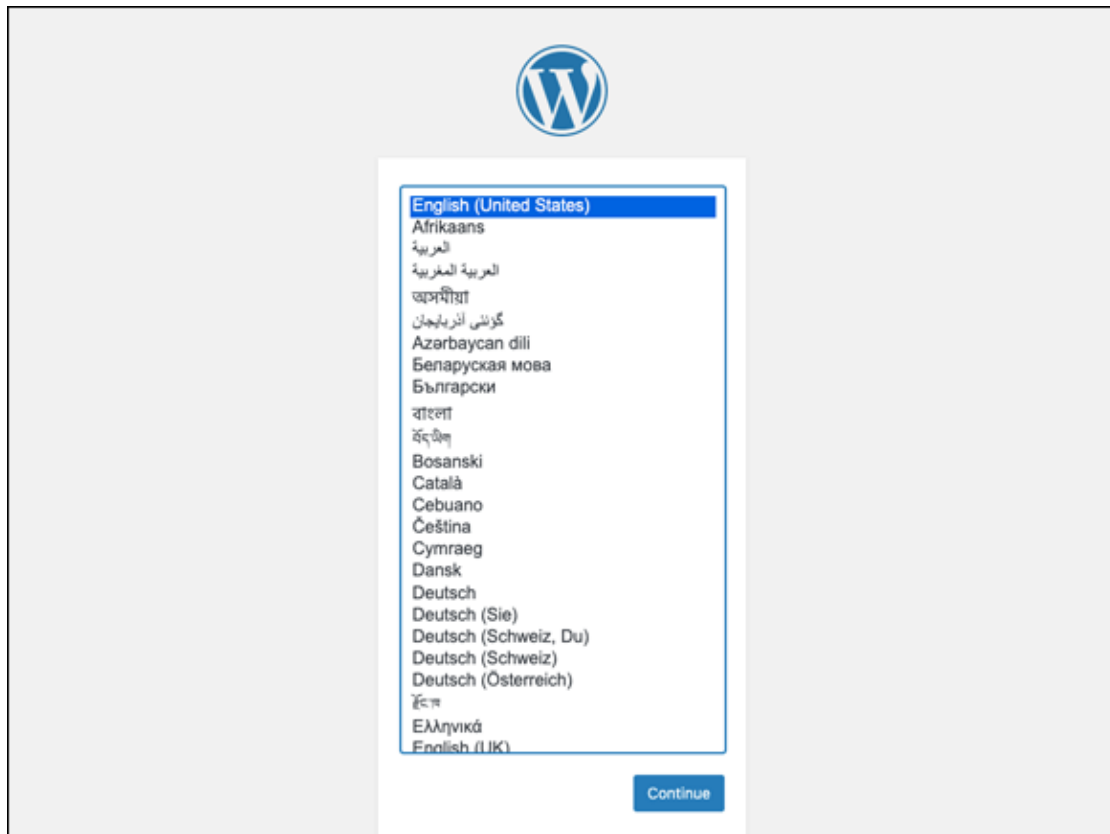 English (United States)
Afrikaans
العربية
العربية المغربية
অসমীয়া
گؤنئی آذربایجان
Azərbaycan dili
Беларуская мова
Български
বাংলা
བོད་ཡིག
Bosanski
Català
Cebuano
Čeština
Cymraeg
Dansk
Deutsch
Deutsch (Sie)
Deutsch (Schweiz, Du)
Deutsch (Schweiz)
Deutsch (Österreich)
རྫོང་ཁ
Ελληνικά
English (UK)
Continue